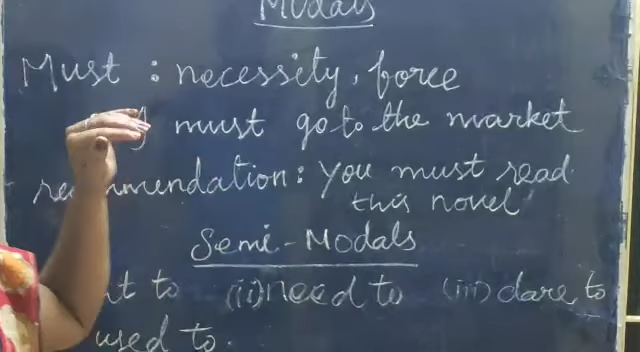 Modals
Must : necessity, force
I must go to the market
recommendation: You must read
this novel
Semi-Modals
to (ii) need to (iii) dare to
used to.